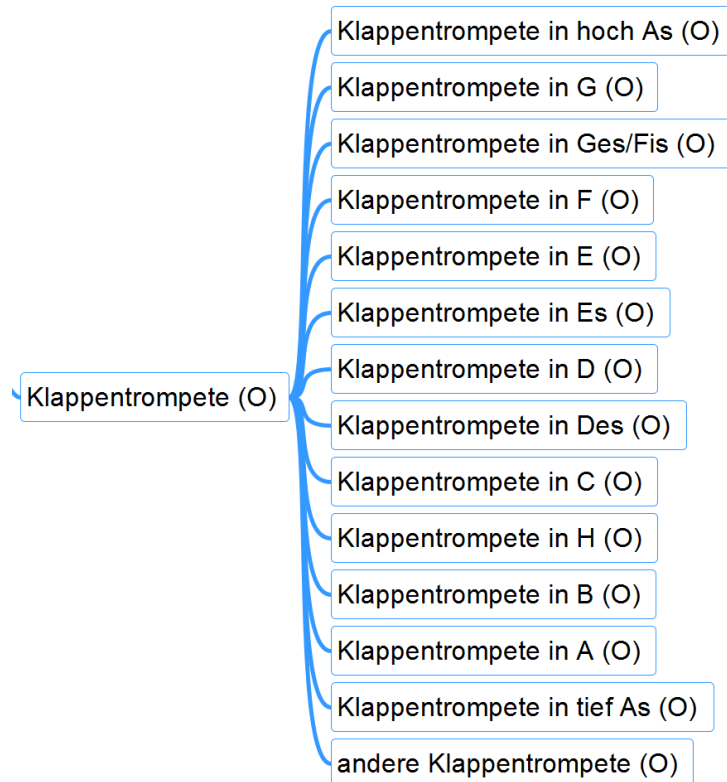 Klappentrompete in hoch As (O)
Klappentrompete in G (O)
Klappentrompete in Ges/Fis (O)
Klappentrompete in F (O)
Klappentrompete in E (O)
Klappentrompete in Es (O)
Klappentrompete in D (O)
Klappentrompete (O)
Klappentrompete in Des (O)
Klappentrompete in C (O)
Klappentrompete in H (O)
Klappentrompete in B (O)
Klappentrompete in A (O)
Klappentrompete in tief As (O)
andere Klappentrompete (O)